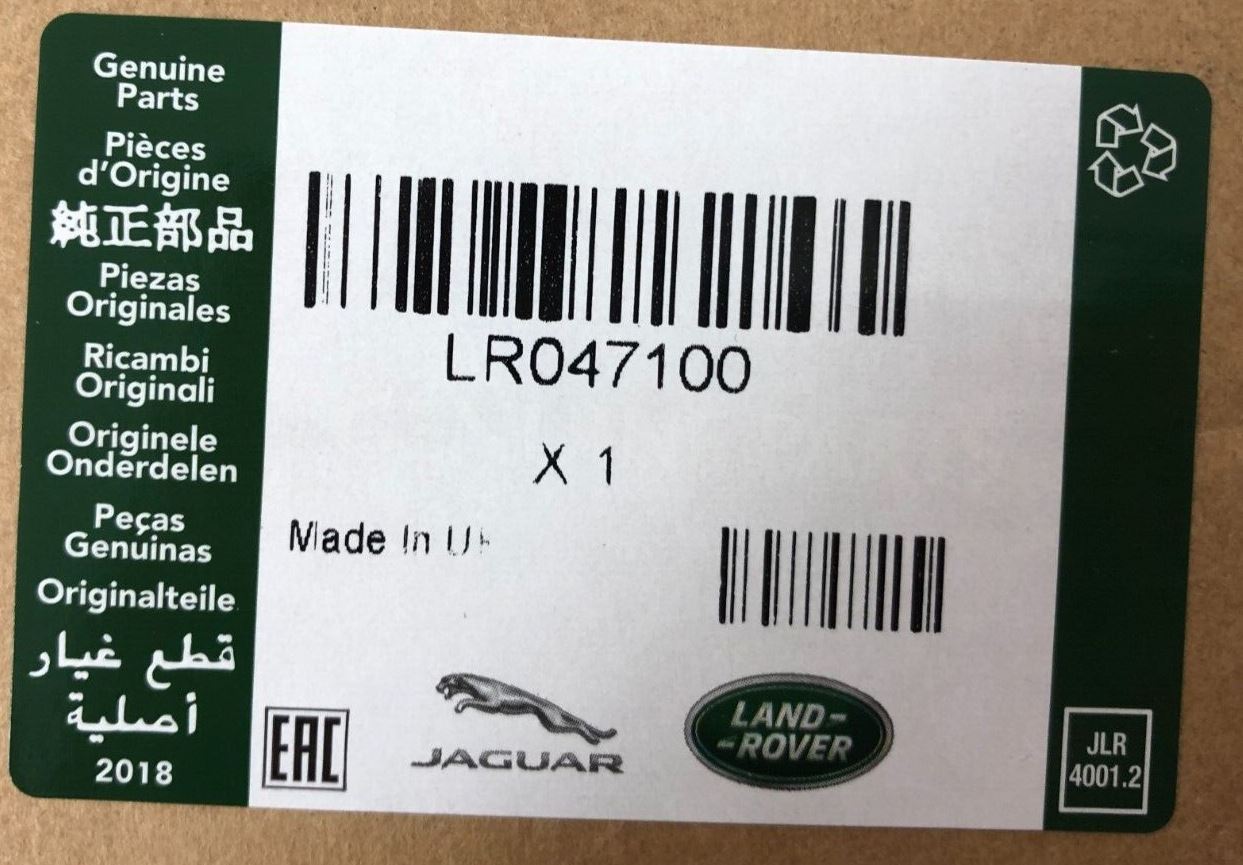 Genuine
Parts
Pièces
d'Origine
純正部品
Piezas
Originales
Ricambi
Originali
Originele
Onderdelen
Peças
Genuinas
Originalteile
قطع غيار
أصلية
2018
LR047100
X 1
Made In
EAC
JAGUAR
LAND-
-ROVER
JLR
4001.2